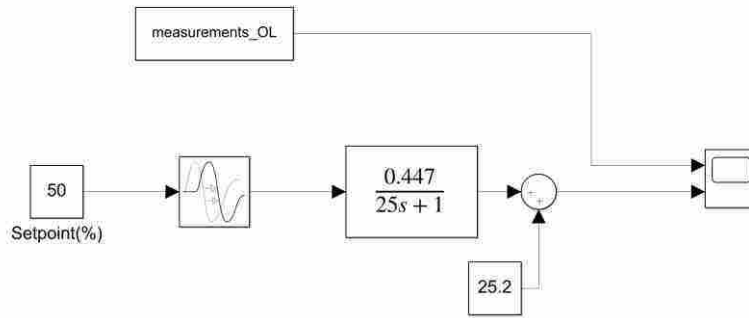 measurements_OL
50
Setpoint(%)
0.447
25s + 1
25.2